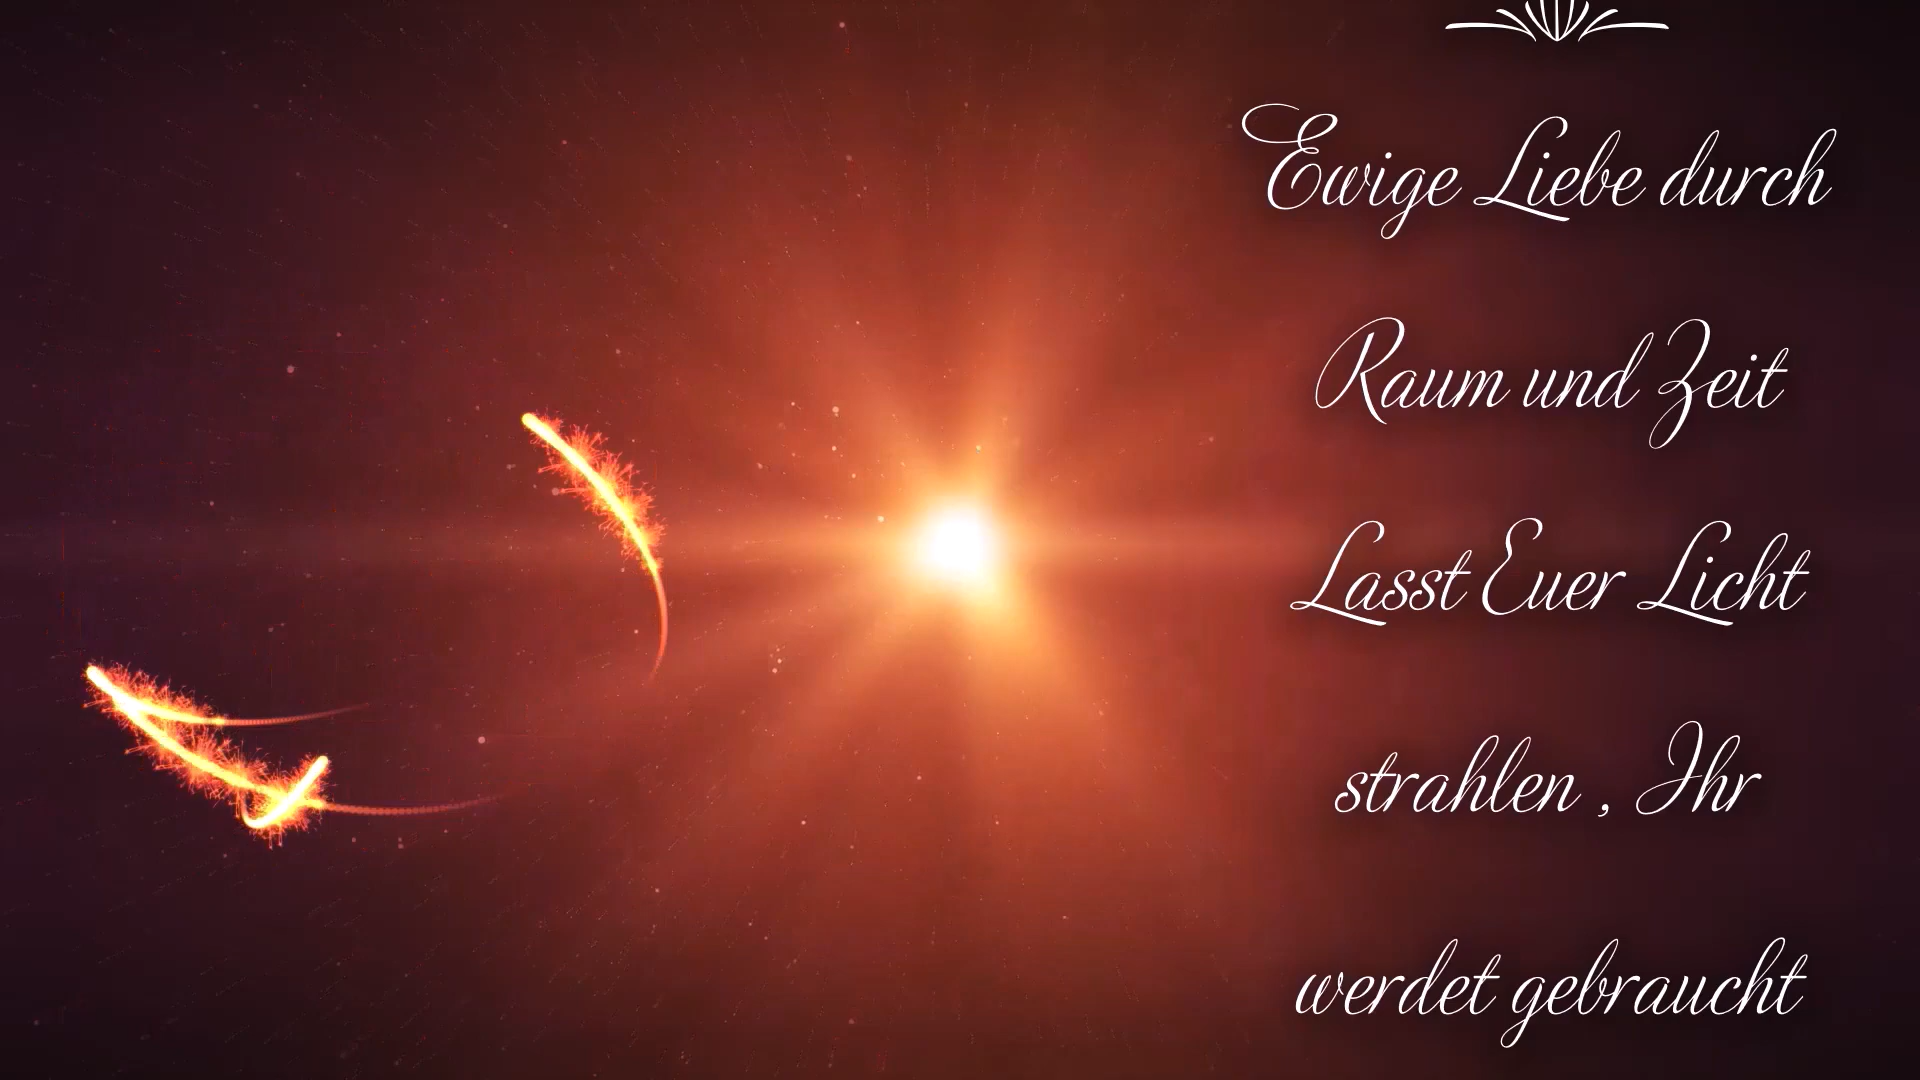 Ewige Liebe durch
Raum und Zeit
Lasst Euer Licht
strahlen , Ihr
werdet gebraucht